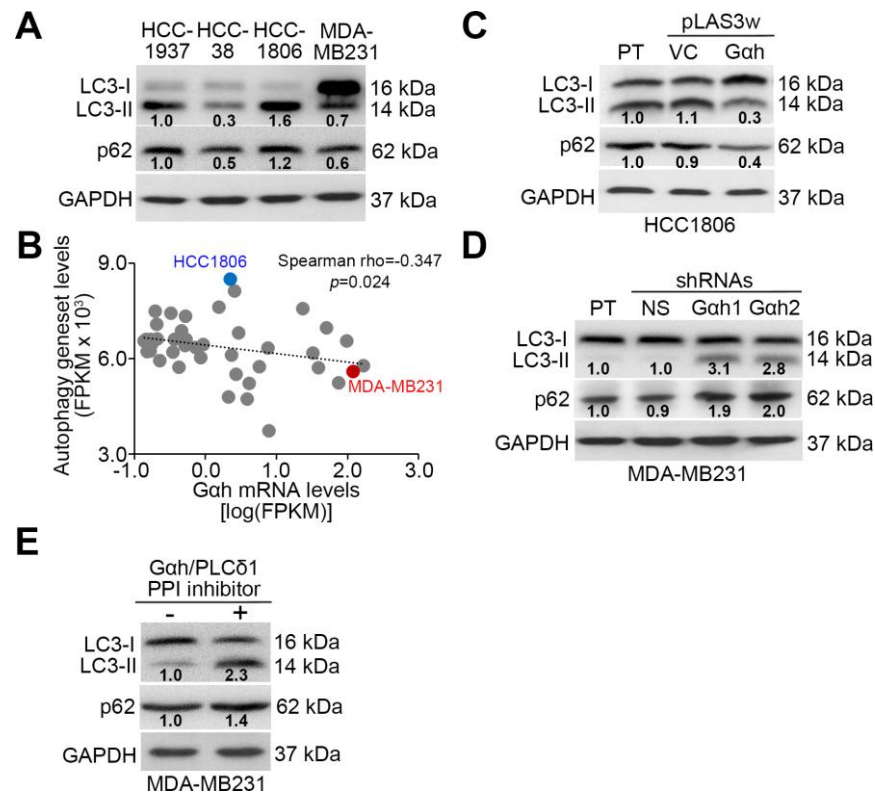 A
HCC-
1937
HCC-
38
HCC-
1806
MDA-
MB231
LC3-I
16 kDa
LC3-II
14 kDa
1.0 0.3 1.6 0.7
p62
62 kDa
1.0 0.5 1.2 0.6
GAPDH
37 kDa
B
HCC1806
Spearman rho=-0.347
p=0.024
MDA-MB231
9.0
6.0
3.0
Autophagy geneset levels
(FPKM x 10³)
-1.0 0.0 1.0 2.0 3.0
Gαh mRNA levels
[log(FPKM)]
C
pLAS3w
PT VC Gαh
LC3-I
16 kDa
LC3-II
14 kDa
1.0 1.1 0.3
p62
62 kDa
1.0 0.9 0.4
GAPDH
37 kDa
HCC1806
D
shRNAs
PT NS Gαh1 Gαh2
LC3-I
16 kDa
LC3-II
14 kDa
1.0 1.0 3.1 2.8
p62
62 kDa
1.0 0.9 1.9 2.0
GAPDH
37 kDa
MDA-MB231
E
Gαh/PLCδ1
PPI inhibitor
- +
LC3-I
16 kDa
LC3-II
14 kDa
1.0 2.3
p62
62 kDa
1.0 1.4
GAPDH
37 kDa
MDA-MB231